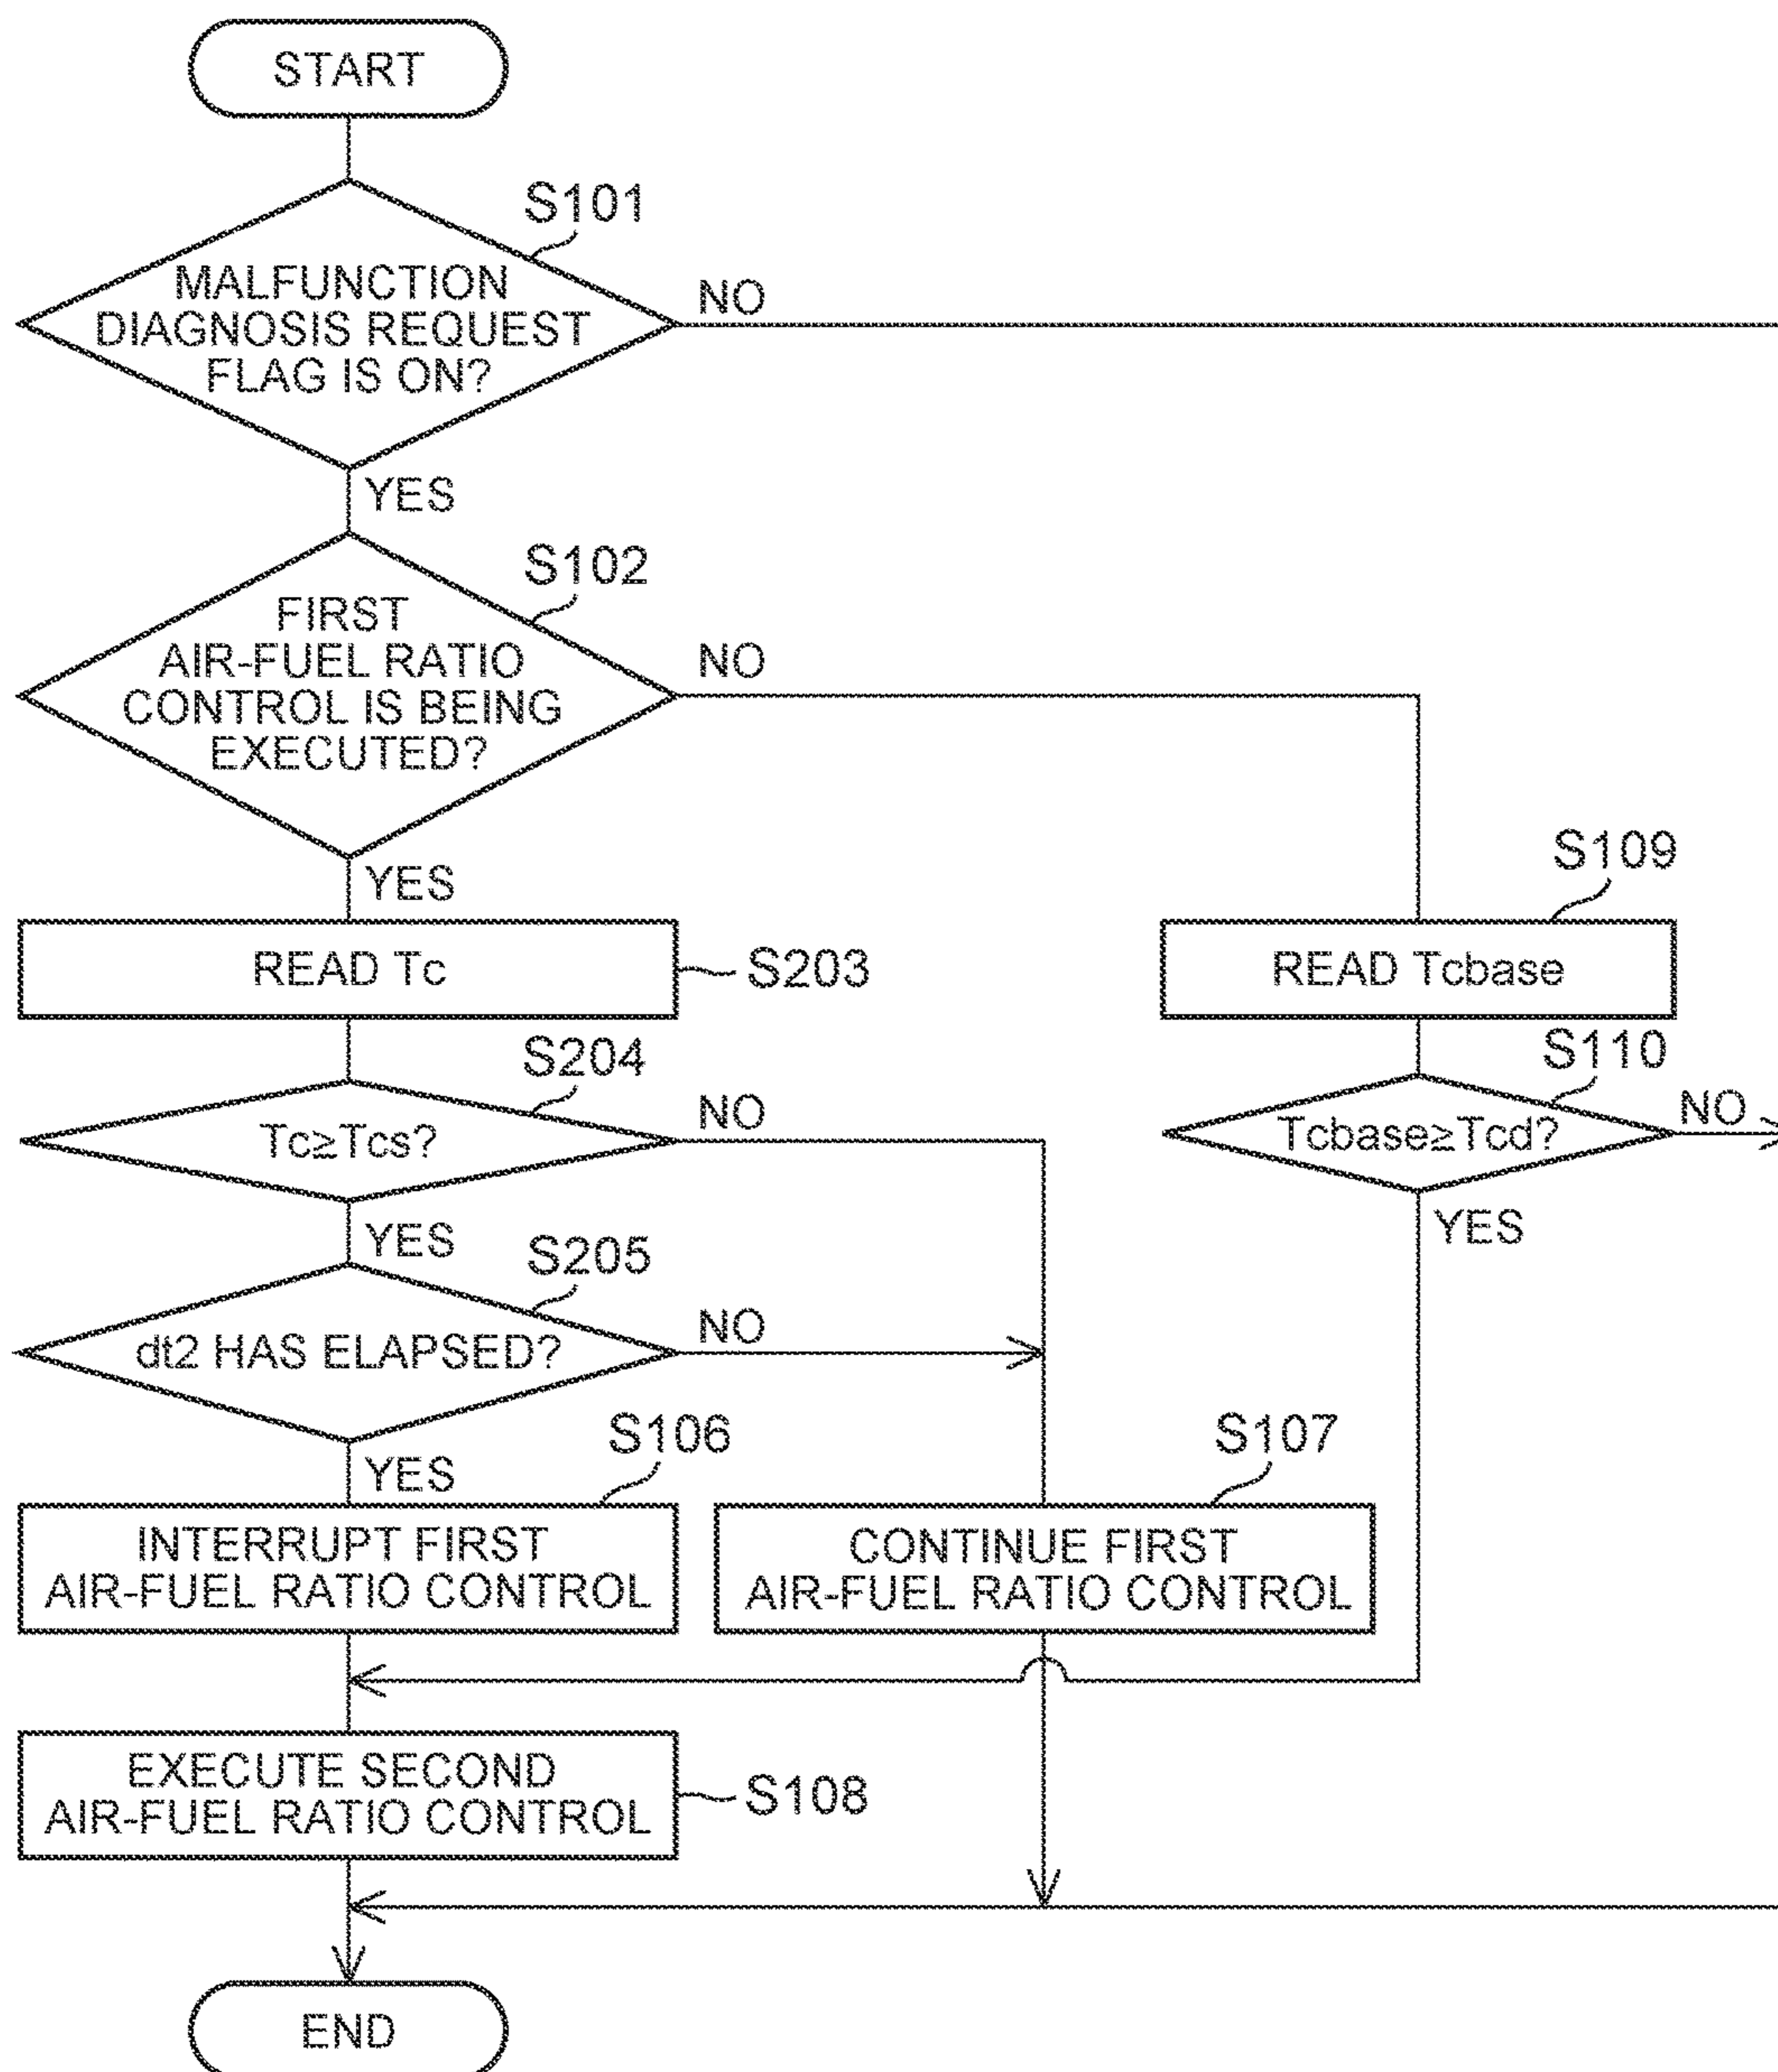 START
S101
MALFUNCTION
DIAGNOSIS REQUEST
FLAG IS ON?
NO
YES
S102
FIRST
AIR-FUEL RATIO
CONTROL IS BEING
EXECUTED?
NO
YES
S109
READ Tc
S203
READ Tcbase
S204
Tc≥Tcs?
NO
S110
Tcbase≥Tcd?
NO
YES
YES
S205
dt2 HAS ELAPSED?
NO
YES
S106
INTERRUPT FIRST
AIR-FUEL RATIO CONTROL
S107
CONTINUE FIRST
AIR-FUEL RATIO CONTROL
EXECUTE SECOND
AIR-FUEL RATIO CONTROL
S108
END